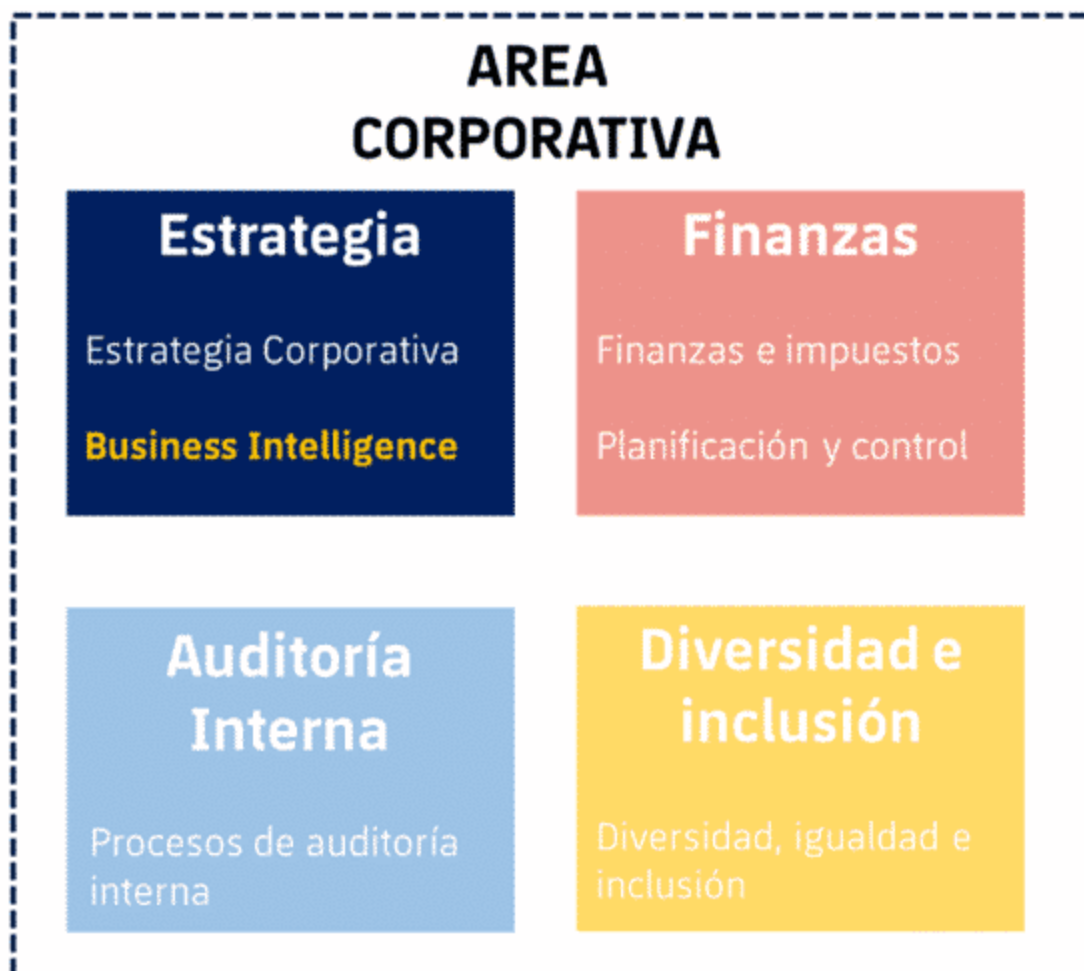 AREA
CORPORATIVA
Estrategia
Estrategia Corporativa
Business Intelligence
Finanzas
Finanzas e impuestos
Planificación y control
Auditoría
Interna
Procesos de auditoría
interna
Diversidad e
inclusión
Diversidad, igualdad e
inclusión